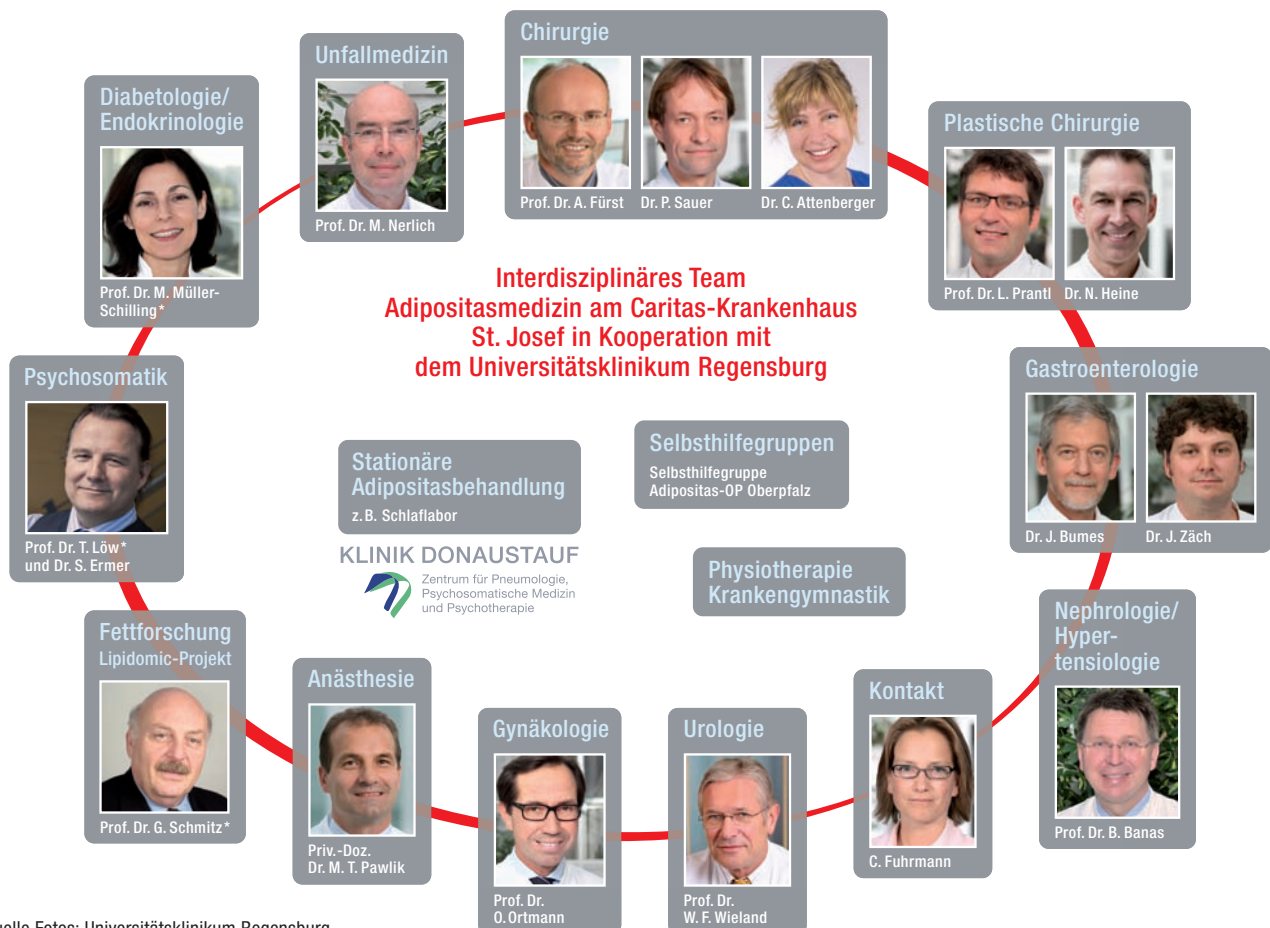 Chirurgie
Prof. Dr. A. Fürst
Dr. P. Sauer
Dr. C. Attenberger
Unfallmedizin
Prof. Dr. M. Nerlich
Diabetologie/
Endokrinologie
Prof. Dr. M. Müller-
Schilling*
Plastische Chirurgie
Prof. Dr. L. Prantl
Dr. N. Heine
Interdisziplinäres Team
Adipositasmedizin am Caritas-Krankenhaus
St. Josef in Kooperation mit
dem Universitätsklinikum Regensburg
Psychosomatik
Prof. Dr. T. Löw*
und Dr. S. Ermer
Gastroenterologie
Dr. J. Bumes
Dr. J. Zäch
Stationäre
Adipositasbehandlung
z. B. Schlaflabor
Selbsthilfegruppen
Selbsthilfegruppe
Adipositas-OP Oberpfalz
KLINIK DONAUSTAUF
Zentrum für Pneumologie,
Psychosomatische Medizin
und Psychotherapie
Physiotherapie
Krankengymnastik
Fettforschung
Lipidomic-Projekt
Prof. Dr. G. Schmitz*
Anästhesie
Priv.-Doz.
Dr. M. T. Pawlik
Gynäkologie
Prof. Dr.
O. Ortmann
Urologie
Prof. Dr.
W. F. Wieland
Kontakt
C. Fuhrmann
Nephrologie/
Hyper-
tensiologie
Prof. Dr. B. Banas
Fotos: Universitätsklinikum Regensburg